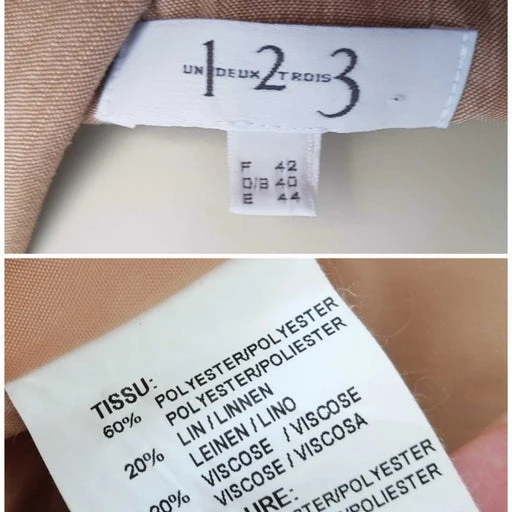 UN 1 DEUX 2 TROIS 3
F 42
D/B 40
E 44
TISSU:
60% POLYESTER/POLYESTER
POLYESTER/POLIESTER
20% LIN / LINNEN
LEINEN / LINO
20% VISCOSE / VISCOSE
VISCOSE / VISCOSA
URE:
TER/POLYESTER
/POLIESTER